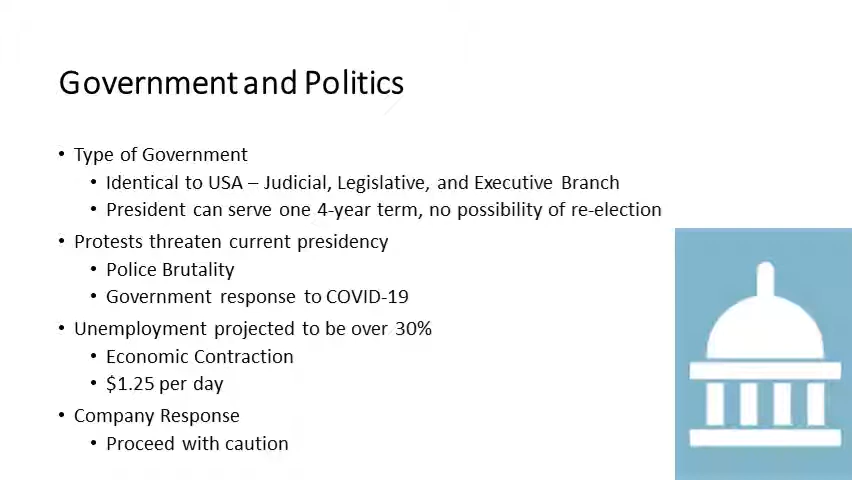 Government and Politics
• Type of Government
• Identical to USA – Judicial, Legislative, and Executive Branch
• President can serve one 4-year term, no possibility of re-election
• Protests threaten current presidency
• Police Brutality
• Government response to COVID-19
• Unemployment projected to be over 30%
• Economic Contraction
• $1.25 per day
• Company Response
• Proceed with caution